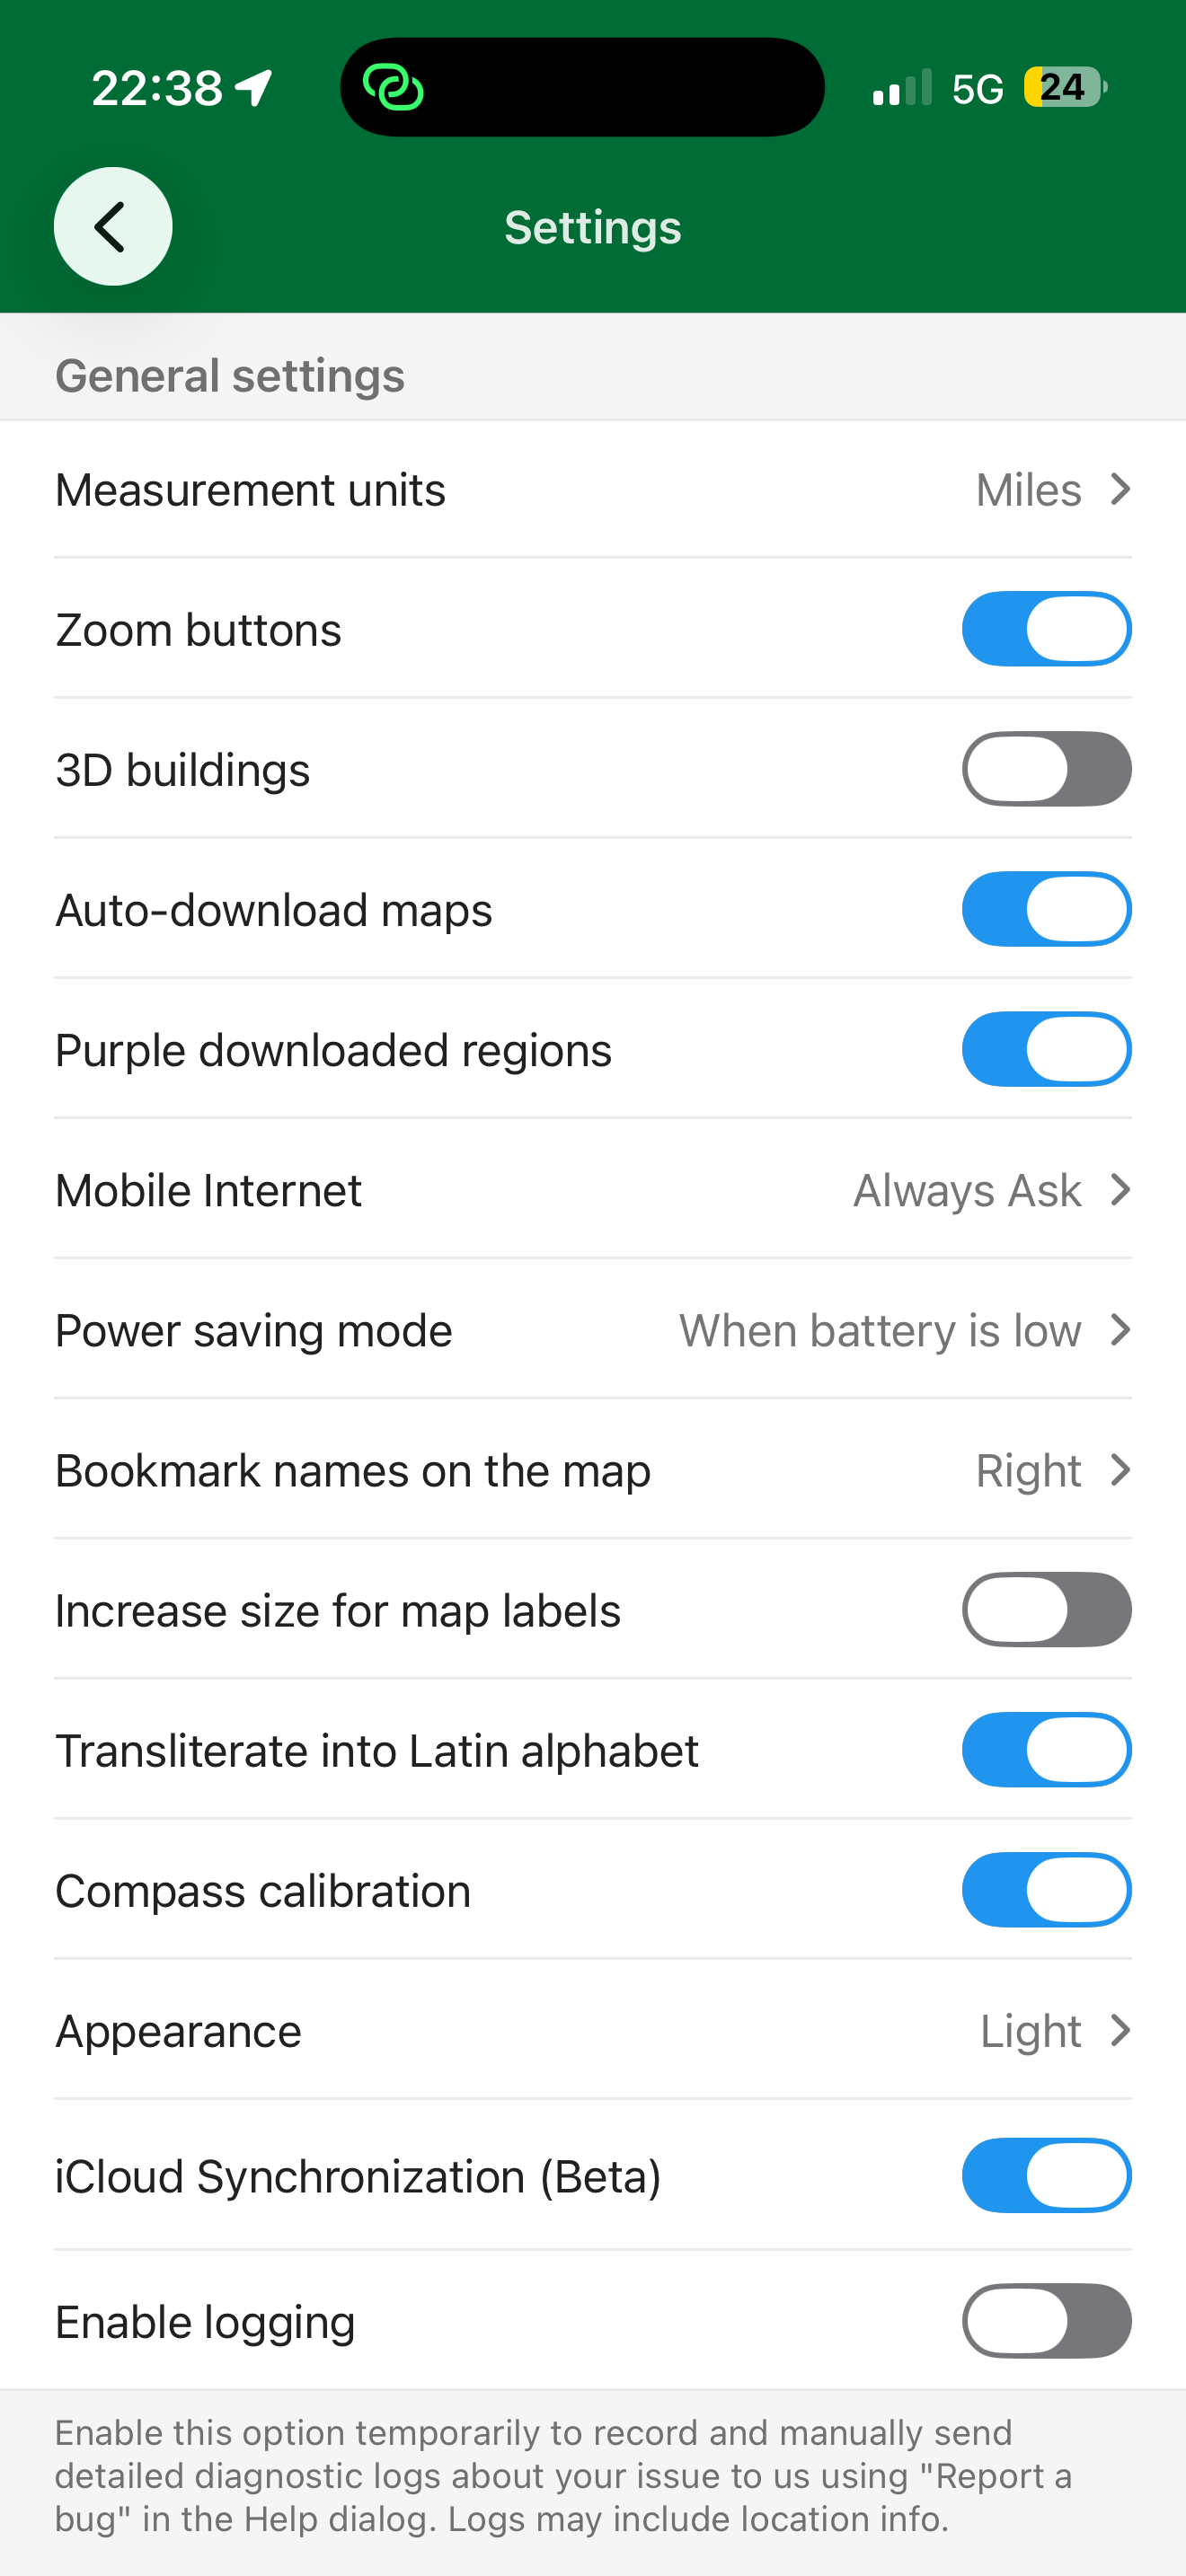 22:38
5G
24
Settings
General settings
Measurement units Miles
Zoom buttons
3D buildings
Auto-download maps
Purple downloaded regions
Mobile Internet Always Ask
Power saving mode When battery is low
Bookmark names on the map Right
Increase size for map labels
Transliterate into Latin alphabet
Compass calibration
Appearance Light
iCloud Synchronization (Beta)
Enable logging
Enable this option temporarily to record and manually send
detailed diagnostic logs about your issue to us using "Report a
bug" in the Help dialog. Logs may include location info.